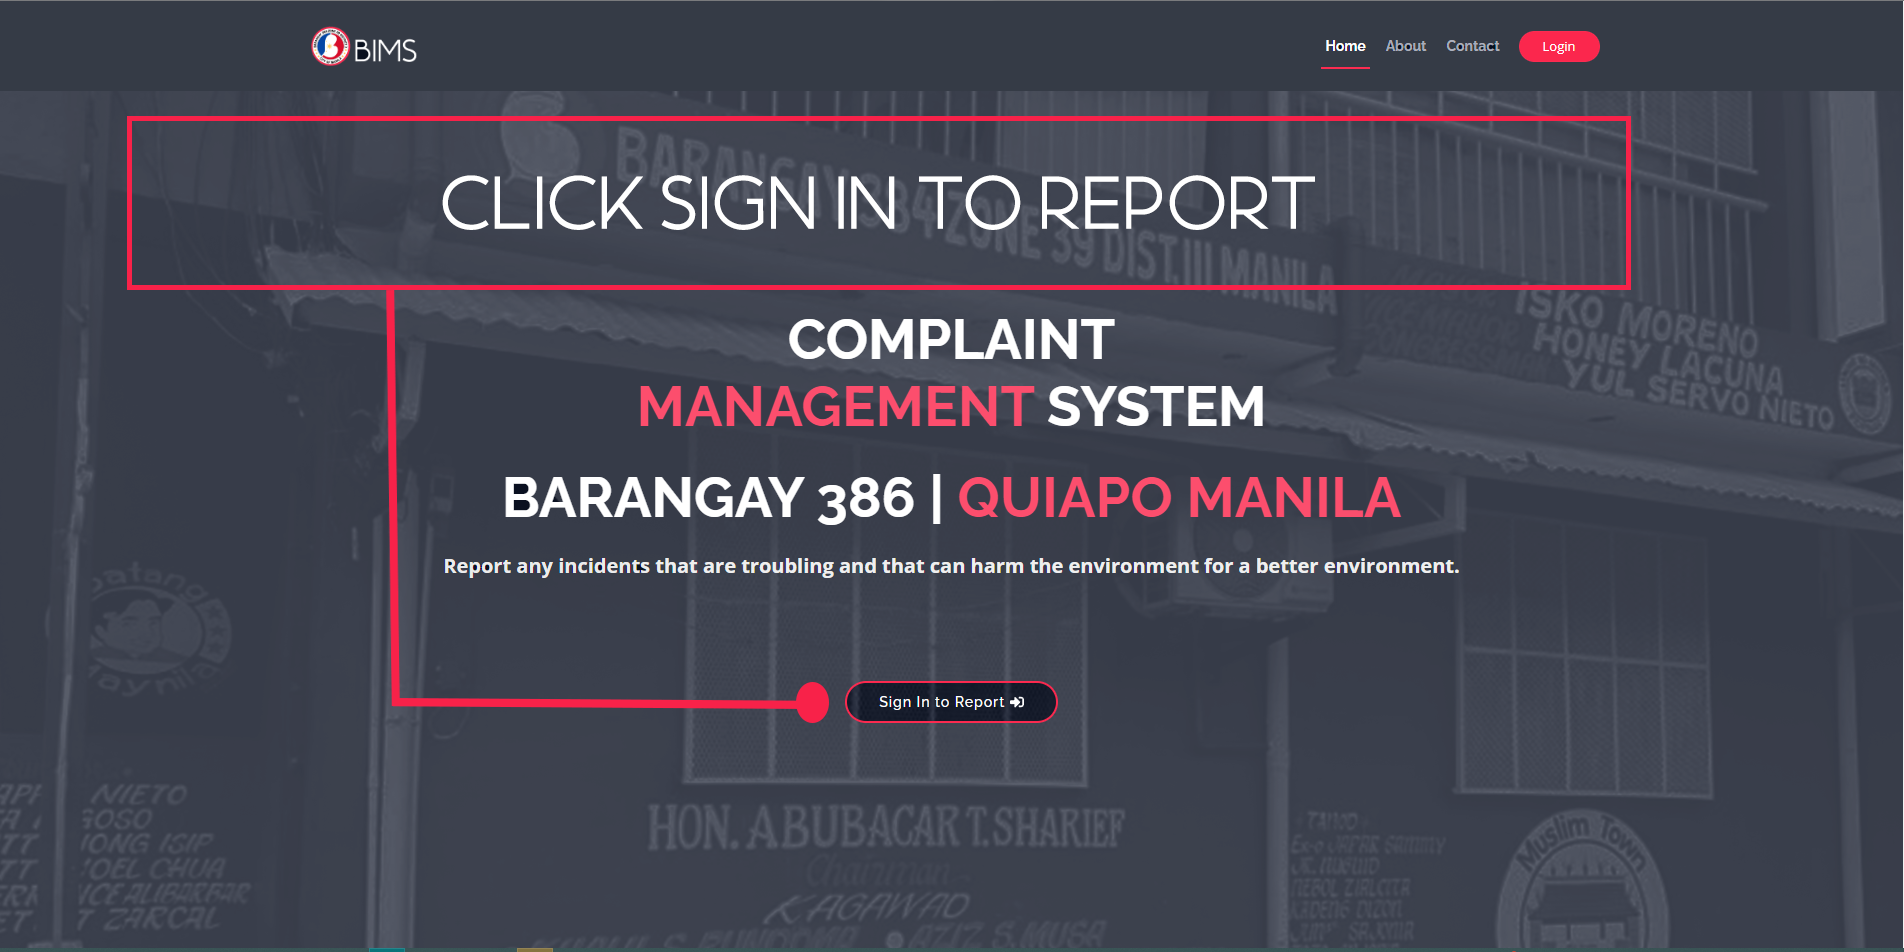 BIMS
Home About Contact Login
CLICK SIGN IN TO REPORT
BARANGAY 384 ZONE 39 DIST. III MANILA
ISKO MORENO
HONEY LACUNA
YUL SERVO NIETO
COMPLAINT
MANAGEMENT SYSTEM
BARANGAY 386 | QUIAPO MANILA
Report any incidents that are troubling and that can harm the environment for a better environment.
Sign In to Report
NIETO
ISIP
CHUA
ZARCAL
HON. ABUBACAR T. SHARIEF
Chairman
KAGAWAD
Muslim Town